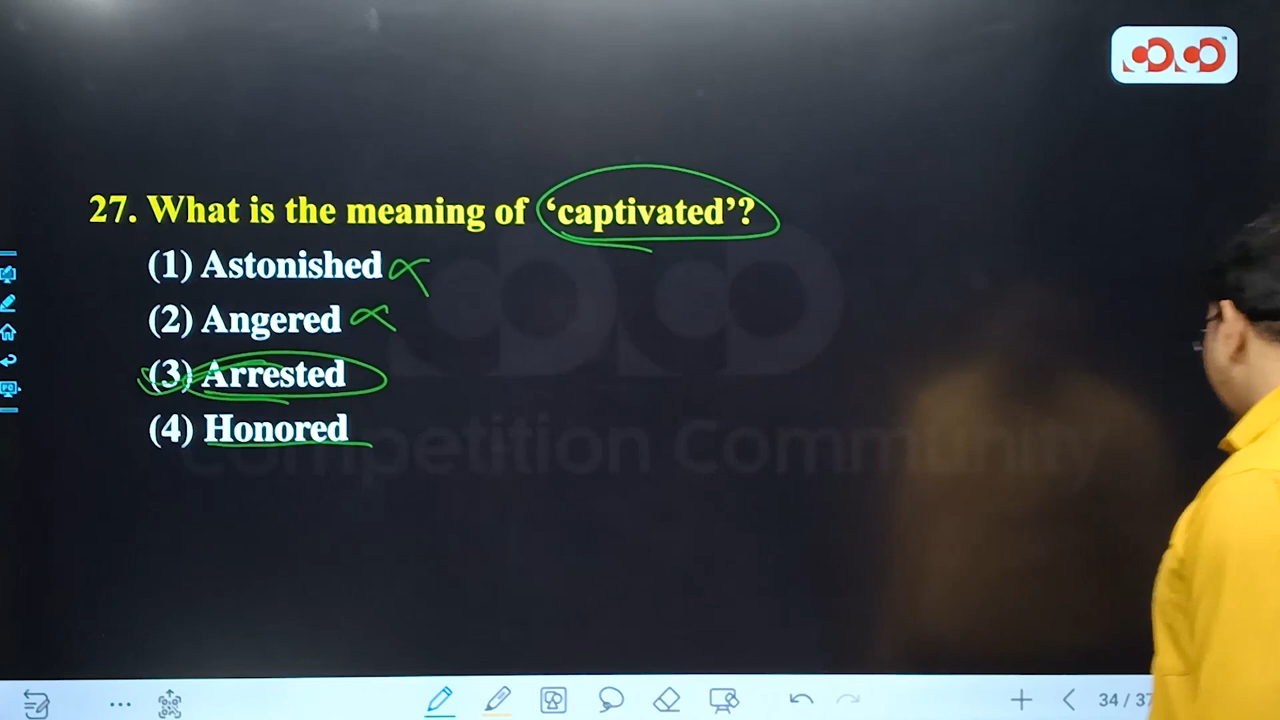 27. What is the meaning of ‘captivated’?
(1) Astonished
(2) Angered
(3) Arrested
(4) Honored
Competition Community
34 / 37